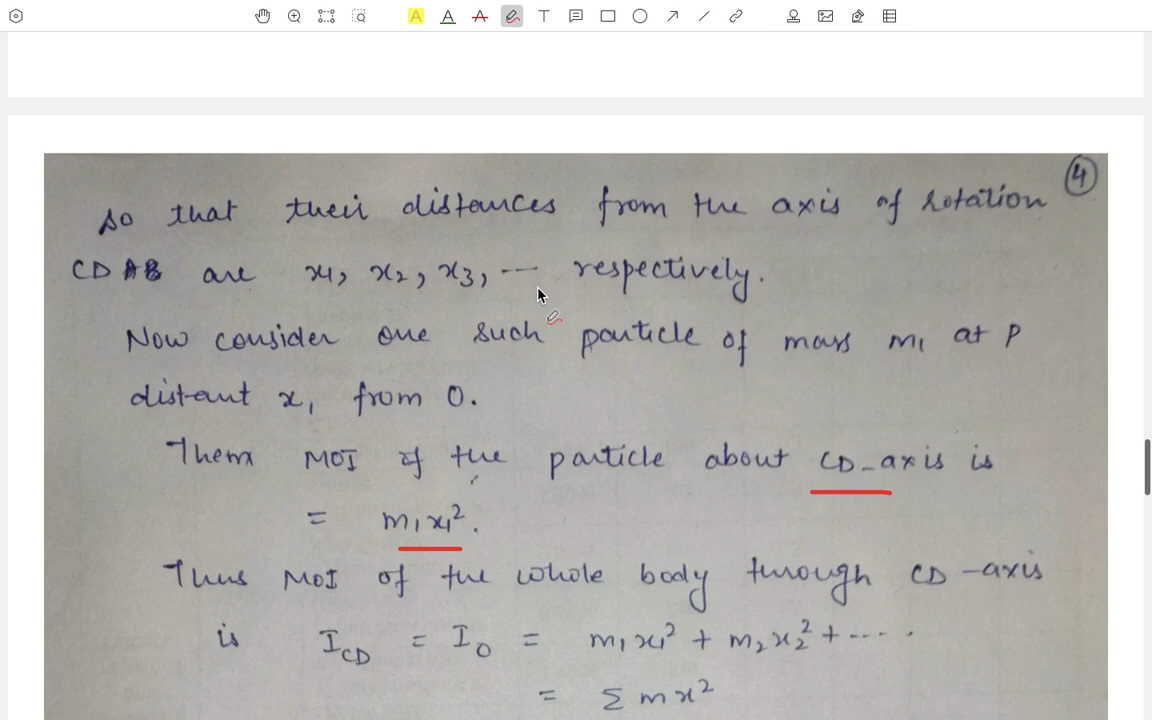 ④
so that their distances from the axis of rotation
CD AB are x1, x2, x3, --- respectively.
Now consider one such particle of mass m1 at P
distant x1 from O.
Then MOI of the particle about CD-axis is
= m1x1².
Thus MOI of the whole body through CD-axis
is I_CD = I_O = m1x1² + m2x2² + ----.
= Σ mx²